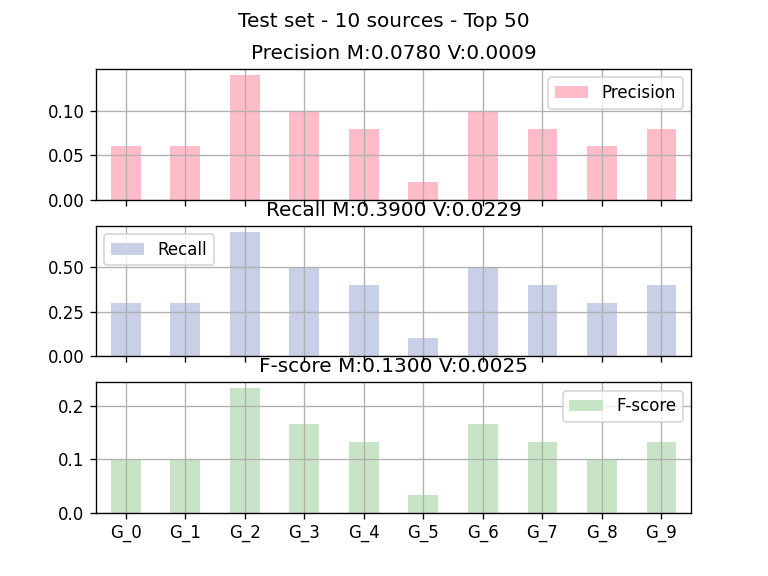 Test set - 10 sources - Top 50
Precision M:0.0780 V:0.0009
0.10
0.05
0.00
Precision
Recall M:0.3900 V:0.0229
0.50
0.25
0.00
Recall
F-score M:0.1300 V:0.0025
0.2
0.1
0.0
F-score
G_0 G_1 G_2 G_3 G_4 G_5 G_6 G_7 G_8 G_9